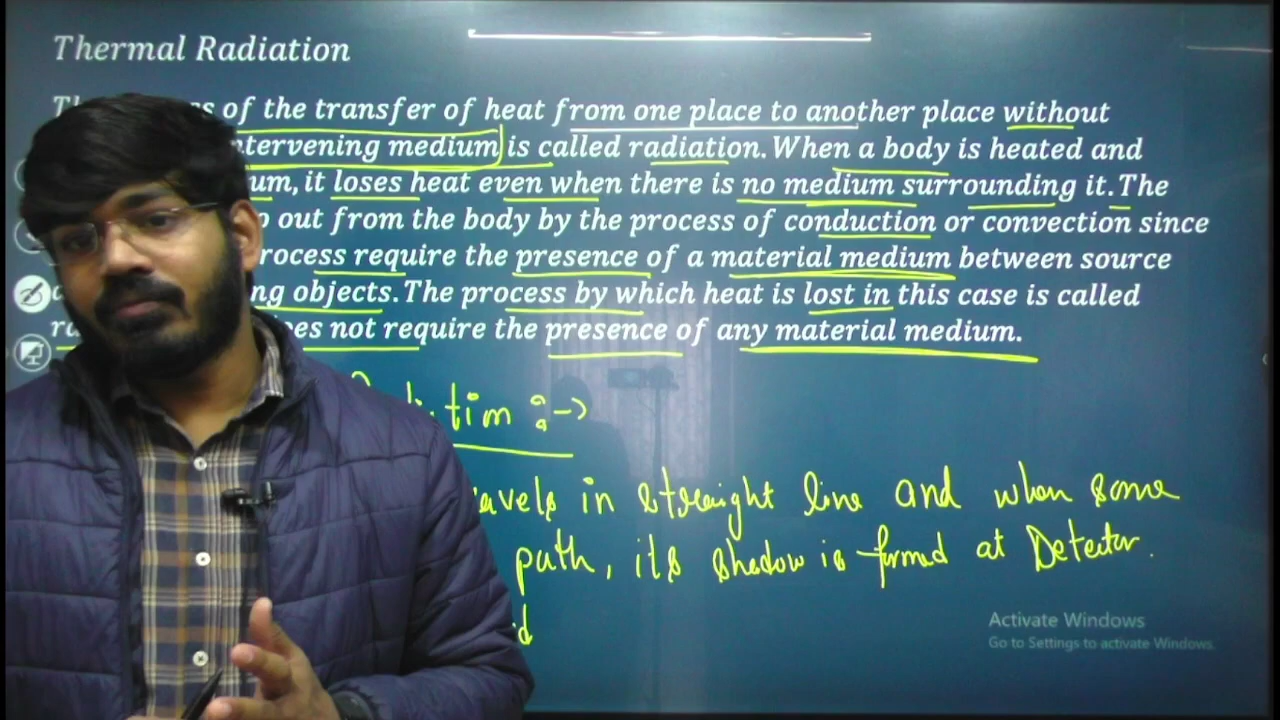 Thermal Radiation
of the transfer of heat from one place to another place without
intervening medium is called radiation. When a body is heated and
um, it loses heat even when there is no medium surrounding it. The
out from the body by the process of conduction or convection since
rocess require the presence of a material medium between source
ng objects. The process by which heat is lost in this case is called
es not require the presence of any material medium.
tion :->
avels in straight line and when some
path, its shadow is formed at Detector.
Activate Windows
Go to Settings to activate Windows.